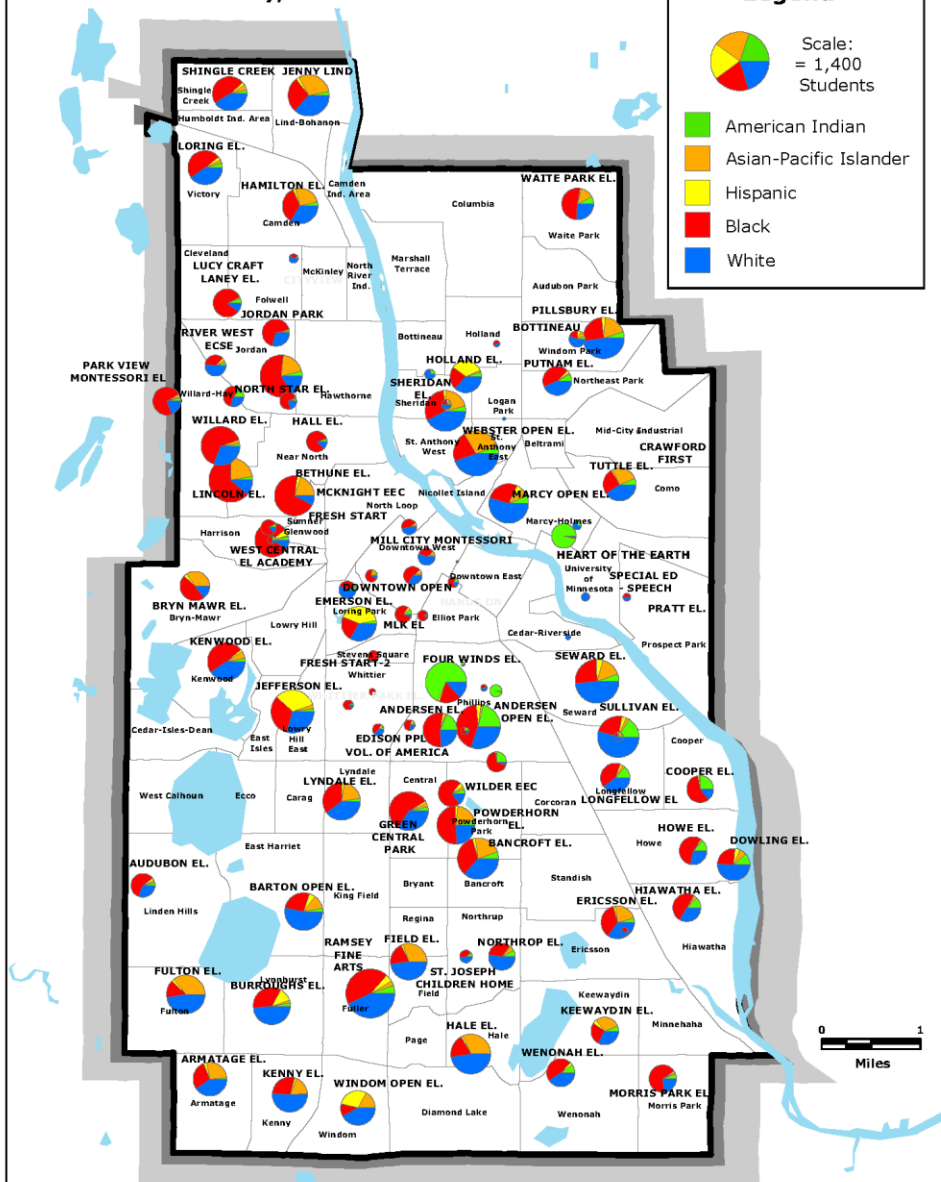 Scale:
= 1,400
Students
American Indian
Asian-Pacific Islander
Hispanic
Black
White
SHINGLE CREEK
JENNY LIND
Shingle
Creek
Humboldt Ind. Area
Lind-Bohanon
LORING EL.
Victory
HAMILTON EL.
Camden
Ind. Area
Camden
Columbia
WAITE PARK EL.
Waite Park
Cleveland
LUCY CRAFT
LANEY EL.
McKinley
North
River
Ind.
Marshall
Terrace
CITYVIEW
Folwell
Audubon Park
JORDAN PARK
PILLSBURY EL.
RIVER WEST
ECSE
Jordan
Bottineau
Holland
BOTTINEAU
Windom Park
PARK VIEW
MONTESSORI EL
HOLLAND EL.
PUTNAM EL.
Northeast Park
Willard-Hay
NORTH STAR EL.
Hawthorne
SHERIDAN
EL.
Sheridan
Logan
Park
WILLARD EL.
HALL EL.
Near North
WEBSTER OPEN EL.
St. Anthony
West
St.
Anthony
East
Beltrami
Mid-City Industrial
CRAWFORD
FIRST
BETHUNE EL.
TUTTLE EL.
Como
LINCOLN EL.
MCKNIGHT EEC
Nicollet Island
MARCY OPEN EL.
North Loop
FRESH START
Marcy-Holmes
Harrison
Sumner
Glenwood
WEST CENTRAL
EL ACADEMY
MILL CITY MONTESSORI
Downtown West
HEART OF THE EARTH
University
of
Minnesota
SPECIAL ED
- SPEECH
DOWNTOWN OPEN
Downtown East
BRYN MAWR EL.
Bryn-Mawr
EMERSON EL.
Loring Park
HANDS ON
PRATT EL.
Lowry Hill
MLK EL
Elliot Park
Cedar-Riverside
Prospect Park
KENWOOD EL.
Kenwood
Stevens Square
FRESH START-2
Whittier
FOUR WINDS EL.
SEWARD EL.
JEFFERSON EL.
Phillips
Seward
SULLIVAN EL.
Cedar-Isles-Dean
East
Isles
Lowry
Hill
East
ANDERSEN EL.
ANDERSEN
OPEN EL.
EDISON PPL
VOL. OF AMERICA
Cooper
Lyndale
LYNDALE EL.
Central
WILDER EEC
Longfellow
LONGFELLOW EL
COOPER EL.
West Calhoun
Ecco
Carag
Corcoran
GREEN
CENTRAL
PARK
POWDERHORN
EL.
Powderhorn
Park
HOWE EL.
Howe
DOWLING EL.
East Harriet
BANCROFT EL.
Bancroft
AUDUBON EL.
Linden Hills
BARTON OPEN EL.
King Field
Bryant
Standish
HIAWATHA EL.
ERICSSON EL.
Regina
Northrup
Ericsson
Hiawatha
RAMSEY
FINE
ARTS
FIELD EL.
NORTHROP EL.
ST. JOSEPH
CHILDREN HOME
Field
FULTON EL.
Fulton
Lynnhurst
BURROUGHS EL.
Fuller
Keewaydin
KEEWAYDIN EL.
Minnehaha
HALE EL.
Page
Hale
WENONAH EL.
0 1
Miles
ARMATAGE EL.
Armatage
KENNY EL.
Kenny
WINDOM OPEN EL.
Windom
Diamond Lake
Wenonah
MORRIS PARK EL.
Morris Park